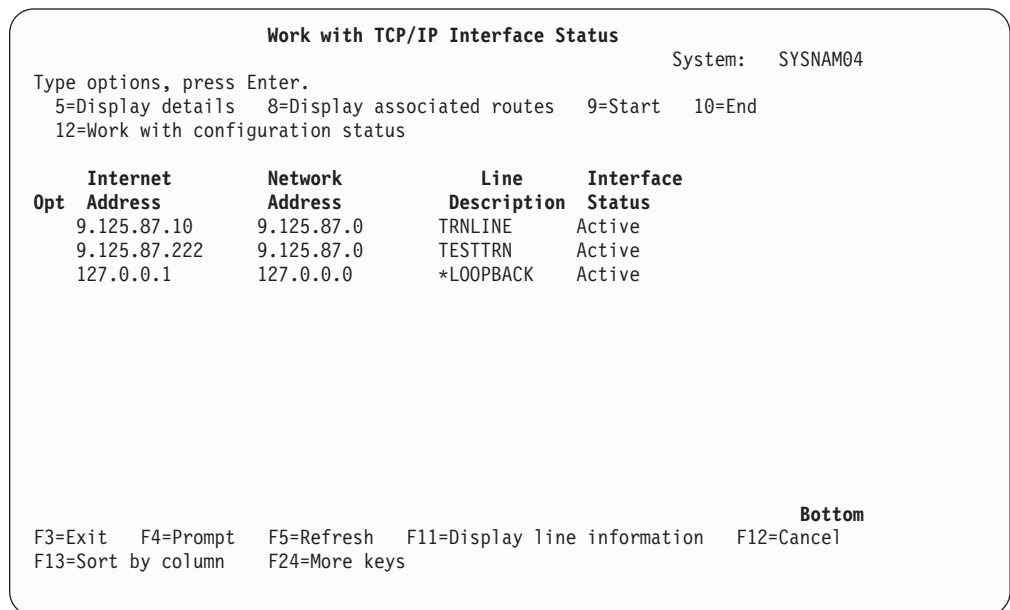 Work with TCP/IP Interface Status
System: SYSNAM04
Type options, press Enter.
5=Display details 8=Display associated routes 9=Start 10=End
12=Work with configuration status
Internet Network Line Interface
Opt Address Address Description Status
9.125.87.10 9.125.87.0 TRNLINE Active
9.125.87.222 9.125.87.0 TESTTRN Active
127.0.0.1 127.0.0.0 *LOOPBACK Active
Bottom
F3=Exit F4=Prompt F5=Refresh F11=Display line information F12=Cancel
F13=Sort by column F24=More keys